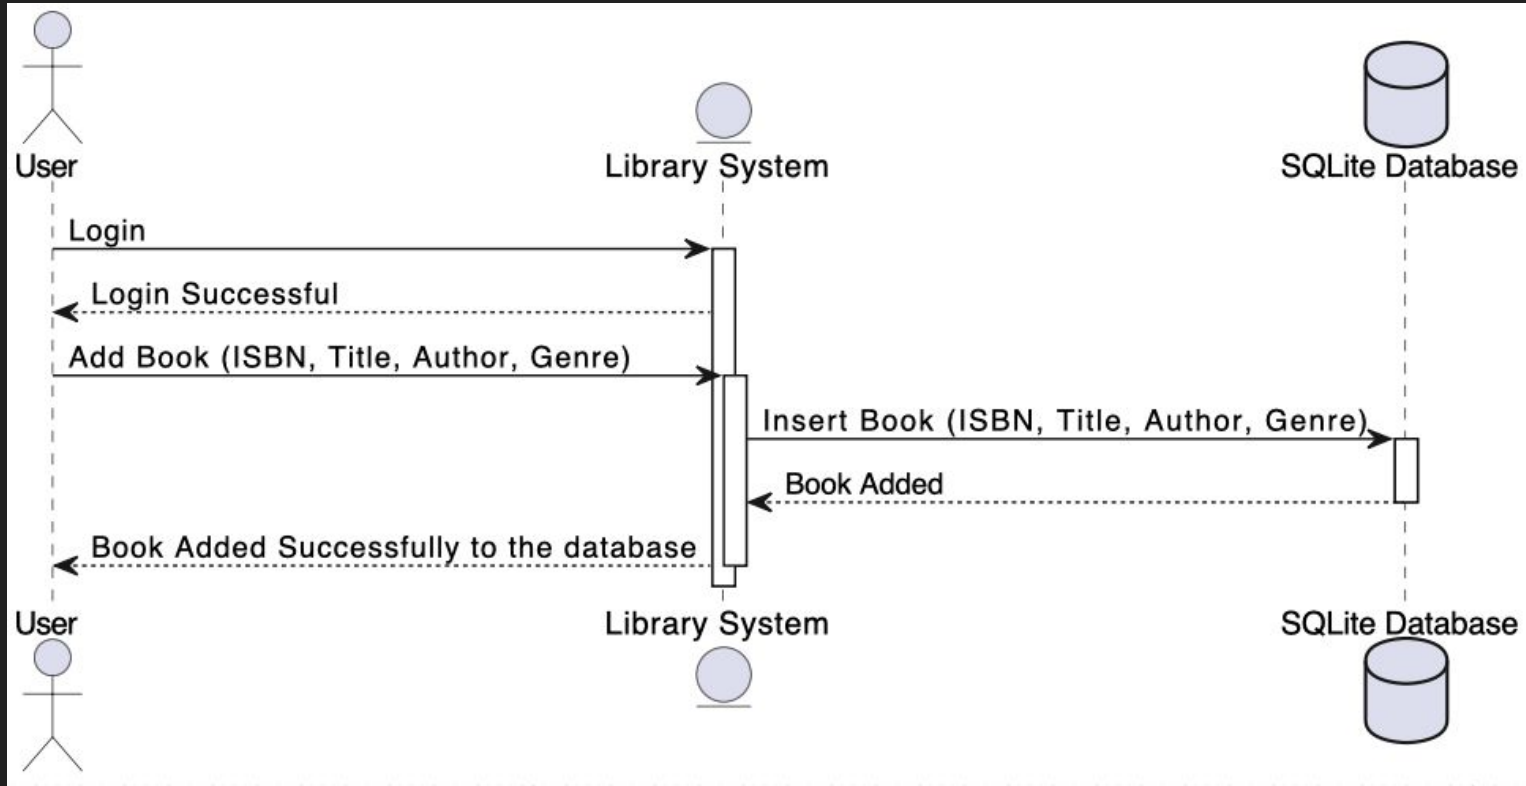 User
Library System
SQLite Database
Login
Login Successful
Add Book (ISBN, Title, Author, Genre)
Insert Book (ISBN, Title, Author, Genre)
Book Added
Book Added Successfully to the database
User
Library System
SQLite Database